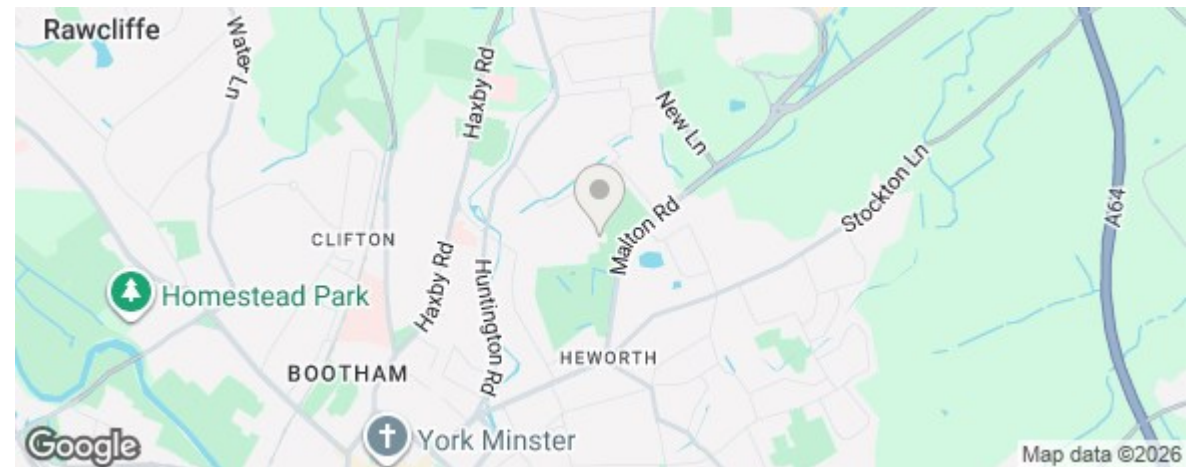 Rawcliffe
Water Ln
Haxby Rd
New Ln
Stockton Ln
A64
Malton Rd
CLIFTON
Haxby Rd
Huntington Rd
Homestead Park
HEWORTH
BOOTHAM
York Minster
Google
Map data ©2026